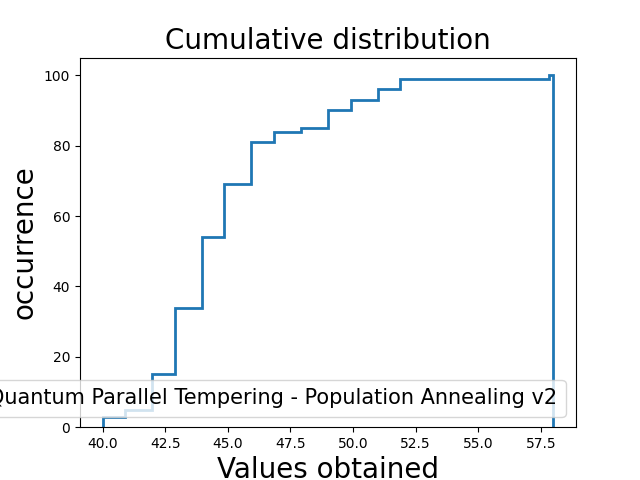 Cumulative distribution
occurrence
100
80
60
40
20
0
Quantum Parallel Tempering - Population Annealing v2
40.0 42.5 45.0 47.5 50.0 52.5 55.0 57.5
Values obtained